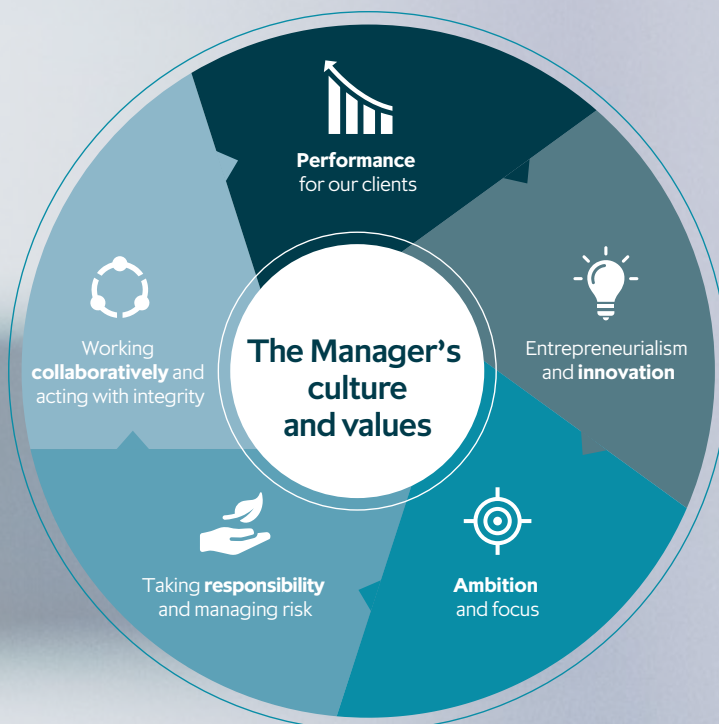 Performance
for our clients
Entrepreneurialism
and innovation
Ambition
and focus
Taking responsibility
and managing risk
Working
collaboratively and
acting with integrity
The Manager’s
culture
and values